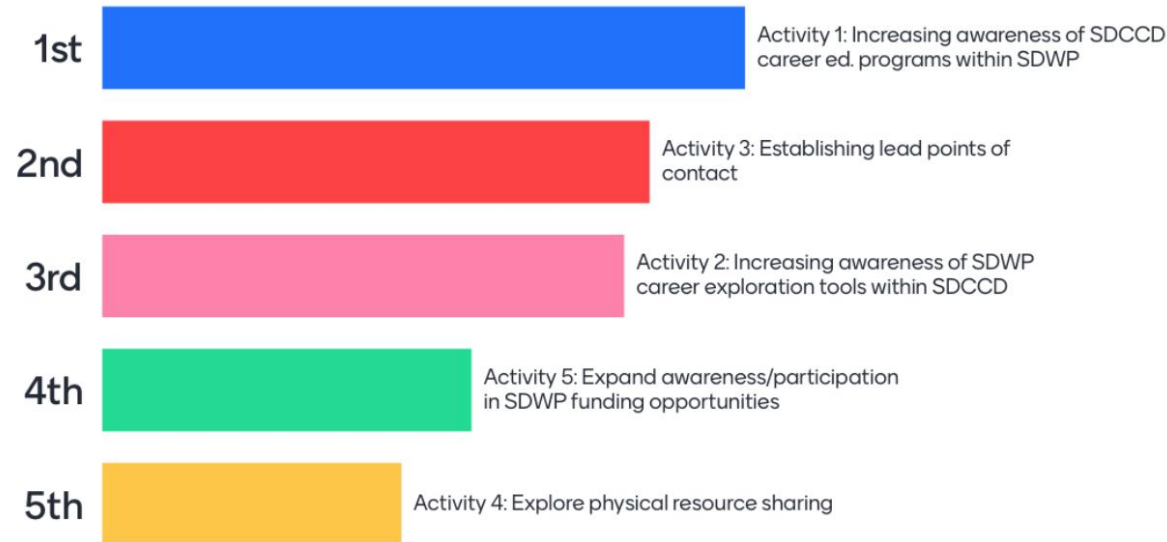 1st
Activity 1: Increasing awareness of SDCCD
career ed. programs within SDWP
2nd
Activity 3: Establishing lead points of
contact
3rd
Activity 2: Increasing awareness of SDWP
career exploration tools within SDCCD
4th
Activity 5: Expand awareness/participation
in SDWP funding opportunities
5th
Activity 4: Explore physical resource sharing